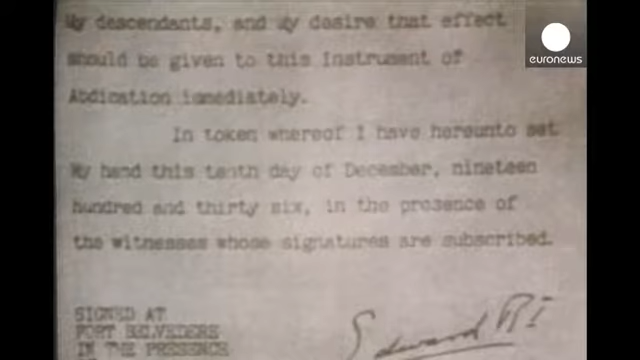 My descendants, and My desire that effect
should be given to this Instrument of
Abdication immediately.
In token whereof I have hereunto set
My hand this tenth day of December, nineteen
hundred and thirty six, in the presence of
the witnesses whose signatures are subscribed.
SIGNED AT
FORT BELVEDERE
IN THE PRESENCE
Edward RI
euronews